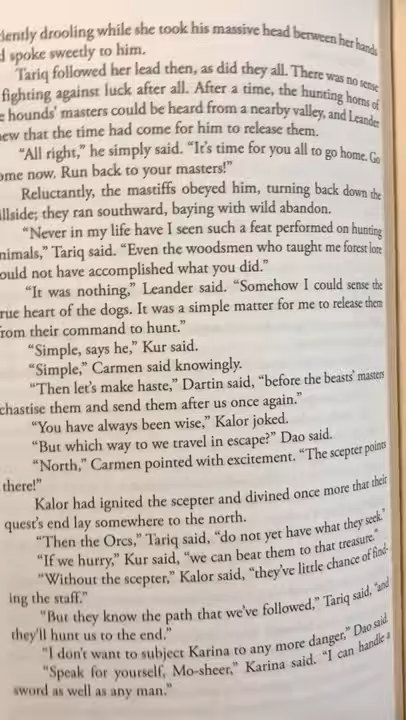 iently drooling while she took his massive head between her hands
d spoke sweetly to him.
Tariq followed her lead then, as did they all. There was no sense
fighting against luck after all. After a time, the hunting horns of
e hounds' masters could be heard from a nearby valley, and Leander
ew that the time had come for him to release them.
"All right," he simply said. "It's time for you all to go home. Go
ome now. Run back to your masters!"
Reluctantly, the mastiffs obeyed him, turning back down the
illside; they ran southward, baying with wild abandon.
"Never in my life have I seen such a feat performed on hunting
nimals," Tariq said. "Even the woodsmen who taught me forest lore
ould not have accomplished what you did."
"It was nothing," Leander said. "Somehow I could sense the
rue heart of the dogs. It was a simple matter for me to release them
rom their command to hunt."
"Simple, says he," Kur said.
"Simple," Carmen said knowingly.
"Then let's make haste," Dartin said, "before the beasts' masters
chastise them and send them after us once again."
"You have always been wise," Kalor joked.
"But which way to we travel in escape?" Dao said.
"North," Carmen pointed with excitement. "The scepter points
there!"
Kalor had ignited the scepter and divined once more that their
quest's end lay somewhere to the north.
"Then the Orcs," Tariq said, "do not yet have what they seek."
"If we hurry," Kur said, "we can beat them to that treasure."
"Without the scepter," Kalor said, "they've little chance of find-
ing the staff."
"But they know the path that we've followed," Tariq said, "and
they'll hunt us to the end."
"I don't want to subject Karina to any more danger," Dao said.
"Speak for yourself, Mo-sheer," Karina said. "I can handle a
sword as well as any man."